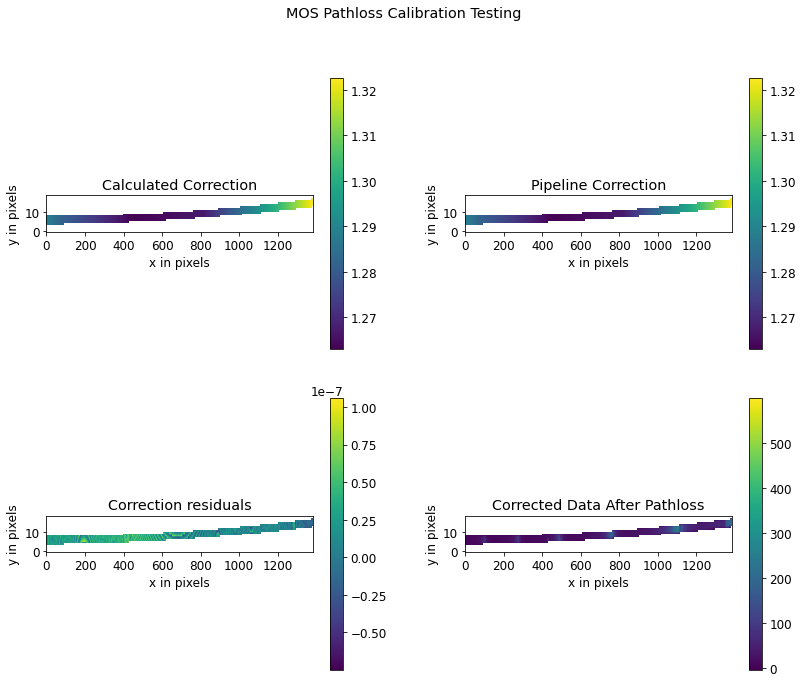 MOS Pathloss Calibration Testing
Calculated Correction
y in pixels
10
0
0 200 400 600 800 1000 1200
x in pixels
1.32
1.31
1.30
1.29
1.28
1.27
Pipeline Correction
y in pixels
10
0
0 200 400 600 800 1000 1200
x in pixels
1.32
1.31
1.30
1.29
1.28
1.27
Correction residuals
y in pixels
10
0
0 200 400 600 800 1000 1200
x in pixels
1e−7
1.00
0.75
0.50
0.25
0.00
−0.25
−0.50
Corrected Data After Pathloss
y in pixels
10
0
0 200 400 600 800 1000 1200
x in pixels
500
400
300
200
100
0